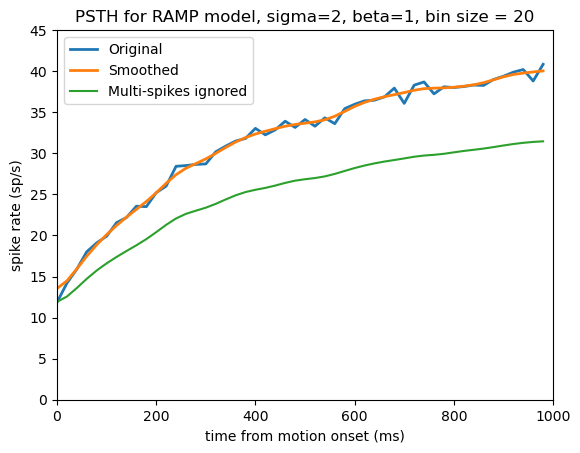 PSTH for RAMP model, sigma=2, beta=1, bin size = 20
45
40
35
30
25
20
15
10
5
0
spike rate (sp/s)
Original
Smoothed
Multi-spikes ignored
0 200 400 600 800 1000
time from motion onset (ms)